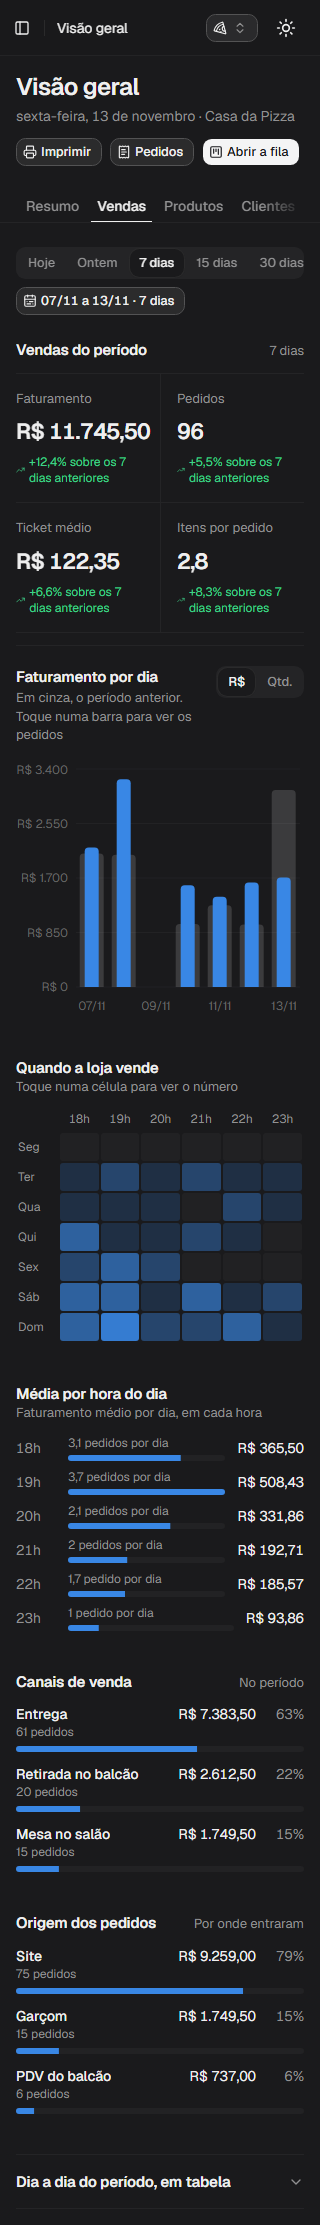 Visão geral
Visão geral
sexta-feira, 13 de novembro · Casa da Pizza
Imprimir
Pedidos
Abrir a fila
Resumo
Vendas
Produtos
Clientes
Hoje
Ontem
7 dias
15 dias
30 dias
07/11 a 13/11 · 7 dias
Vendas do período
7 dias
Faturamento
Pedidos
R$ 11.745,50
96
+12,4% sobre os 7
dias anteriores
+5,5% sobre os 7
dias anteriores
Ticket médio
Itens por pedido
R$ 122,35
2,8
+6,6% sobre os 7
dias anteriores
+8,3% sobre os 7
dias anteriores
Faturamento por dia
R$
Qtd.
Em cinza, o período anterior.
Toque numa barra para ver os
pedidos
R$ 3.400
R$ 2.550
R$ 1.700
R$ 850
R$ 0
07/11
09/11
11/11
13/11
Quando a loja vende
Toque numa célula para ver o número
18h
19h
20h
21h
22h
23h
Seg
Ter
Qua
Qui
Sex
Sáb
Dom
Média por hora do dia
Faturamento médio por dia, em cada hora
18h
3,1 pedidos por dia
R$ 365,50
19h
3,7 pedidos por dia
R$ 508,43
20h
2,1 pedidos por dia
R$ 331,86
21h
2 pedidos por dia
R$ 192,71
22h
1,7 pedido por dia
R$ 185,57
23h
1 pedido por dia
R$ 93,86
Canais de venda
No período
Entrega
R$ 7.383,50
63%
61 pedidos
Retirada no balcão
R$ 2.612,50
22%
20 pedidos
Mesa no salão
R$ 1.749,50
15%
15 pedidos
Origem dos pedidos
Por onde entraram
Site
R$ 9.259,00
79%
75 pedidos
Garçom
R$ 1.749,50
15%
15 pedidos
PDV do balcão
R$ 737,00
6%
6 pedidos
Dia a dia do período, em tabela